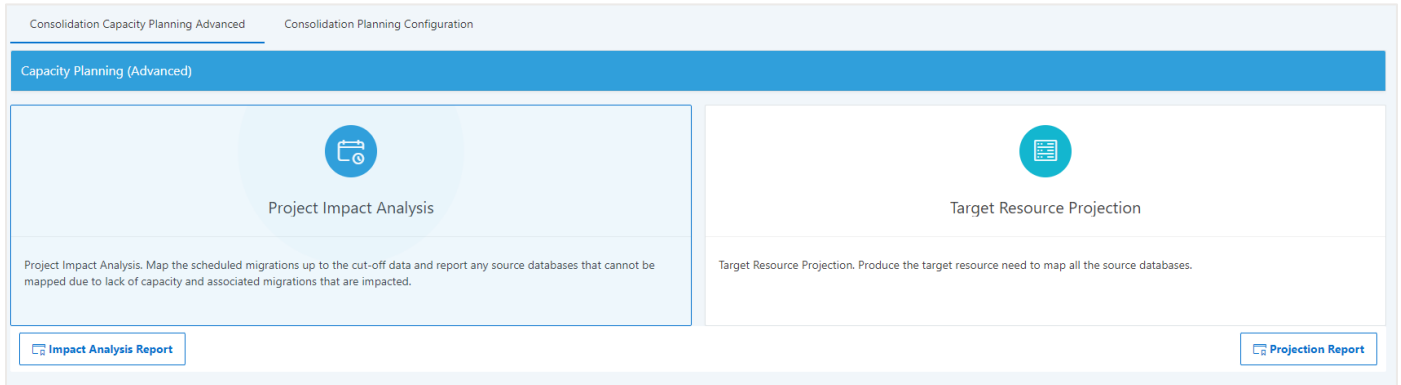 Consolidation Capacity Planning Advanced
Consolidation Planning Configuration
Capacity Planning (Advanced)
Project Impact Analysis
Project Impact Analysis. Map the scheduled migrations up to the cut-off data and report any source databases that cannot be
mapped due to lack of capacity and associated migrations that are impacted.
Target Resource Projection
Target Resource Projection. Produce the target resource need to map all the source databases.
Impact Analysis Report
Projection Report